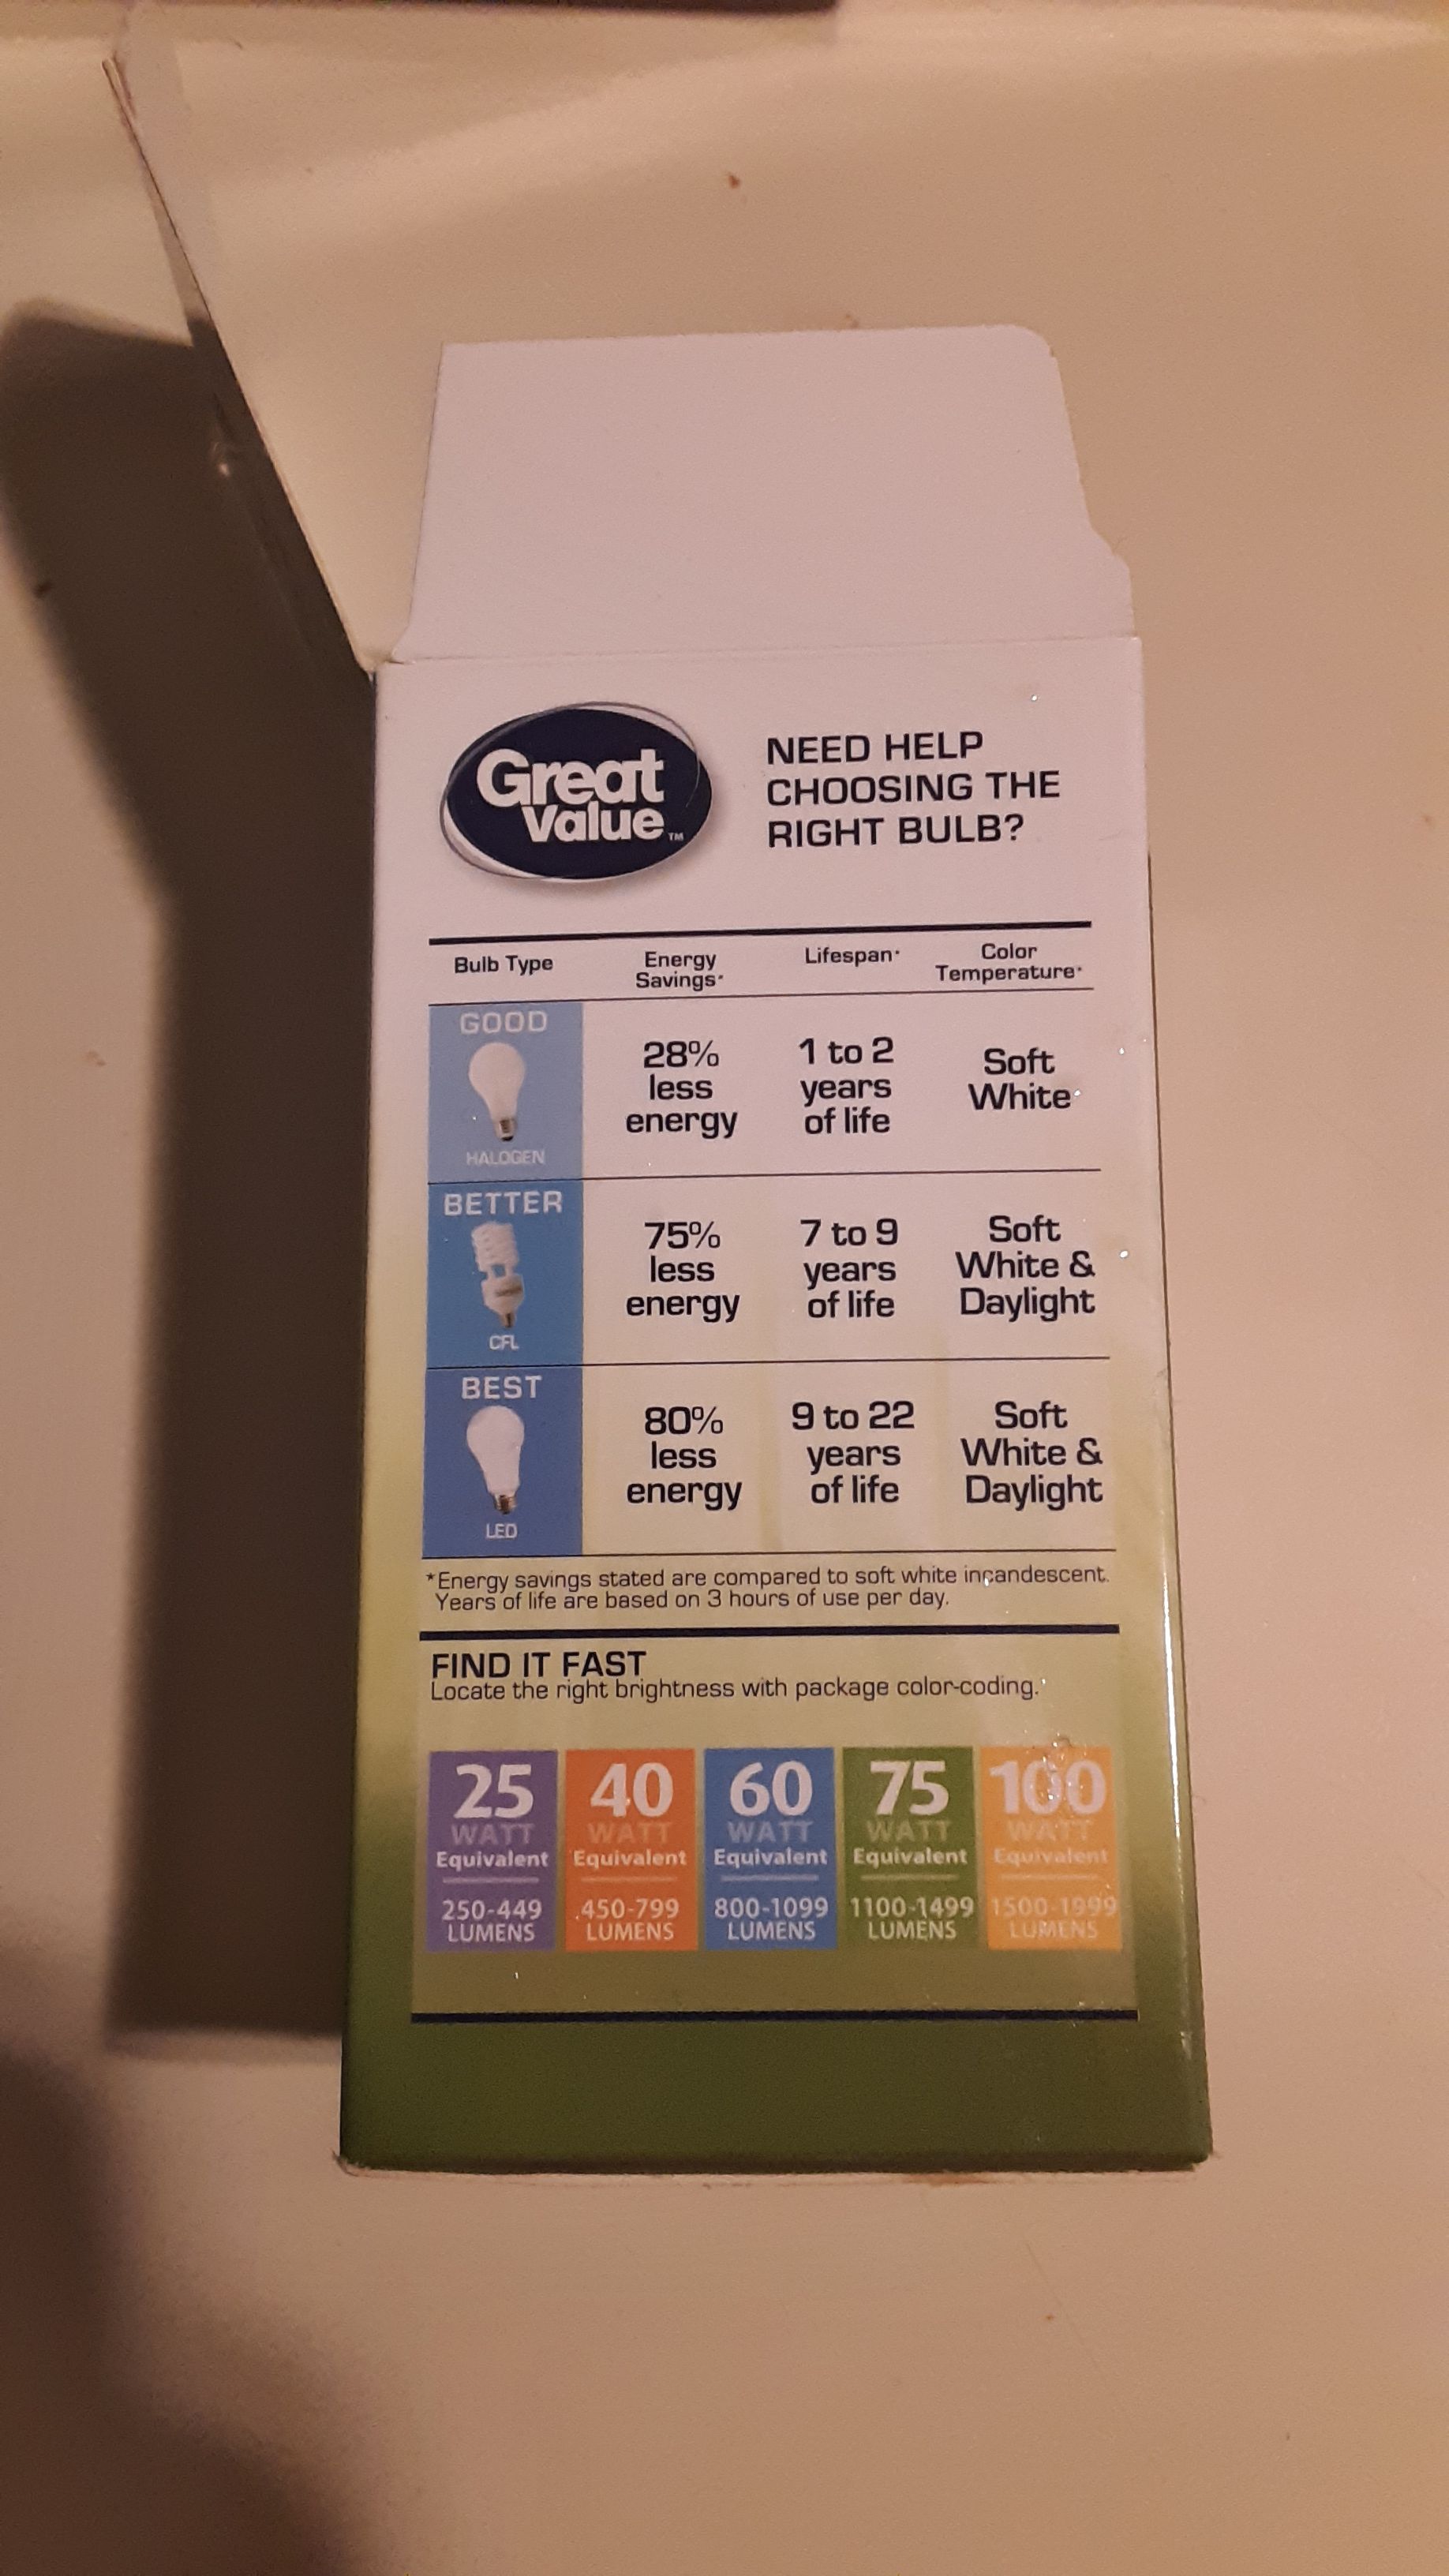 Great
Value™
NEED HELP
CHOOSING THE
RIGHT BULB?
Bulb Type
Energy
Savings*
Lifespan*
Color
Temperature*
GOOD
HALOGEN
28%
less
energy
1 to 2
years
of life
Soft
White
BETTER
CFL
75%
less
energy
7 to 9
years
of life
Soft
White &
Daylight
BEST
LED
80%
less
energy
9 to 22
years
of life
Soft
White &
Daylight
*Energy savings stated are compared to soft white incandescent.
Years of life are based on 3 hours of use per day.
FIND IT FAST
Locate the right brightness with package color-coding.
25
WATT
Equivalent
250-449
LUMENS
40
WATT
Equivalent
450-799
LUMENS
60
WATT
Equivalent
800-1099
LUMENS
75
WATT
Equivalent
1100-1499
LUMENS
100
WATT
Equivalent
1500-1999
LUMENS